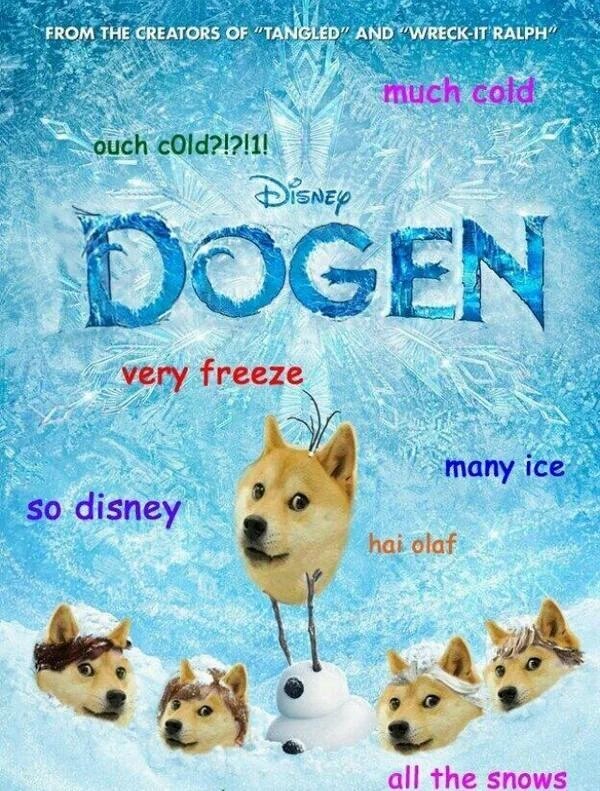 FROM THE CREATORS OF “TANGLED” AND “WRECK-IT RALPH”
much cold
ouch c0ld?!?!1!
DISNEY
DOGEN
very freeze
many ice
so disney
hai olaf
all the snows